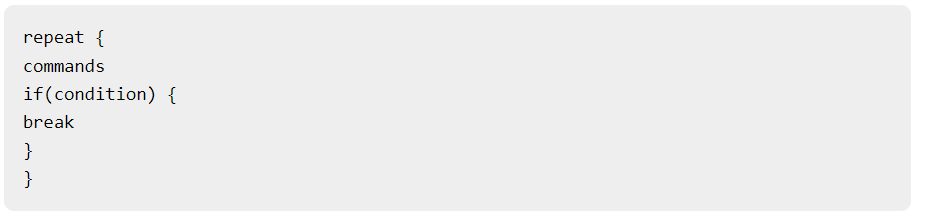 repeat {
commands
if(condition) {
break
}
}